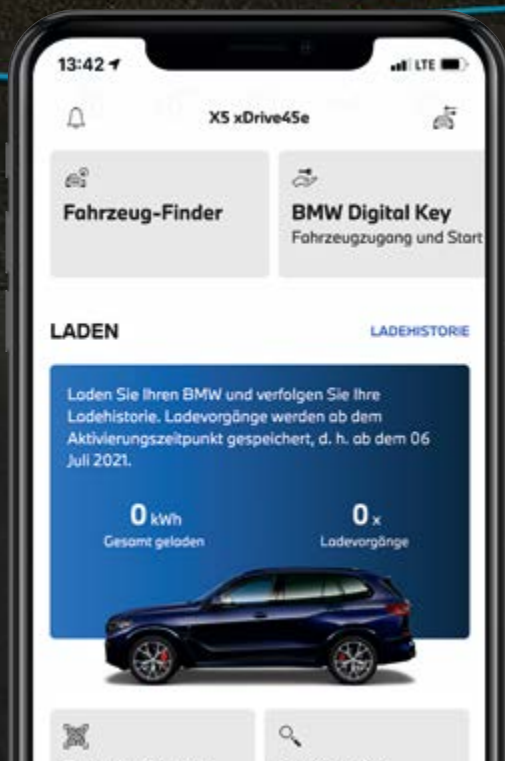 13:42
LTE
X5 xDrive45e
Fahrzeug-Finder
BMW Digital Key
Fahrzeugzugang und Start
LADEN
LADEHISTORIE
Laden Sie Ihren BMW und verfolgen Sie Ihre
Ladehistorie. Ladevorgänge werden ab dem
Aktivierungszeitpunkt gespeichert, d. h. ab dem 06
Juli 2021.
0 kWh
0 x
Gesamt geladen
Ladevorgänge